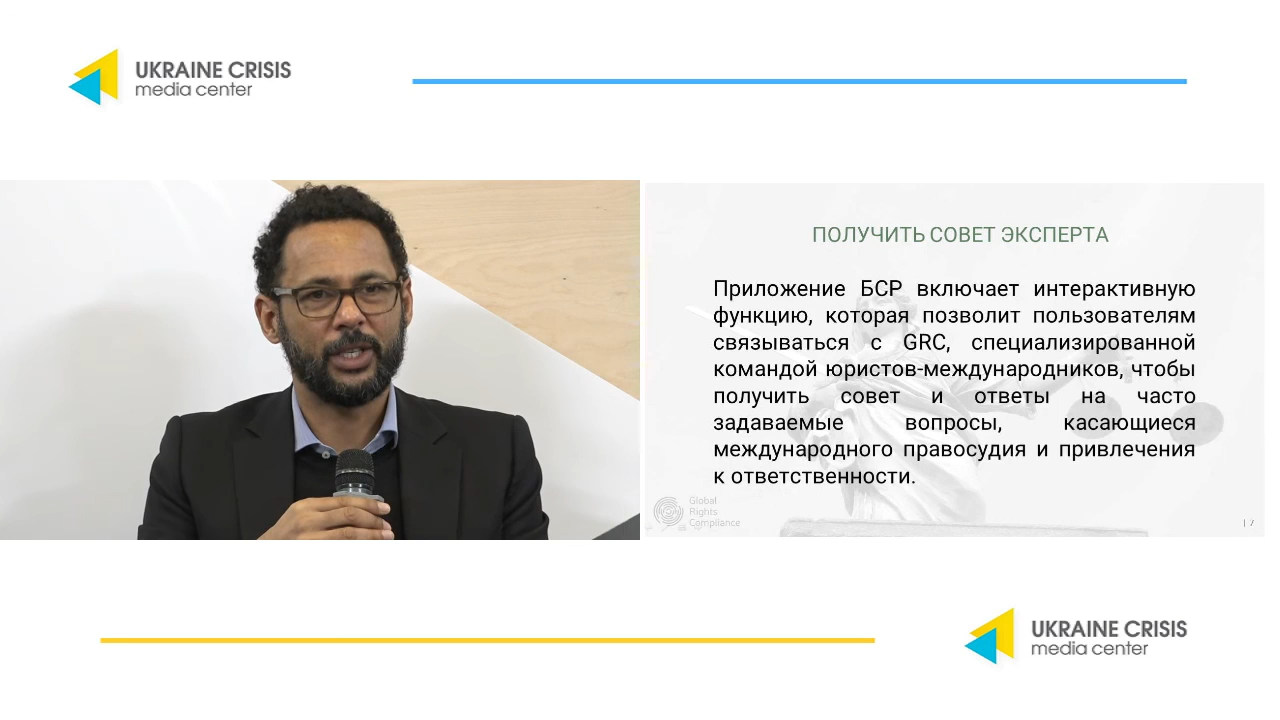 UKRAINE CRISIS
media center
ПОЛУЧИТЬ СОВЕТ ЭКСПЕРТА
Приложение БСР включает интерактивную
функцию, которая позволит пользователям
связываться с GRC, специализированной
командой юристов-международников, чтобы
получить совет и ответы на часто
задаваемые вопросы, касающиеся
международного правосудия и привлечения
к ответственности.
Global
Rights
Compliance
| 7
UKRAINE CRISIS
media center